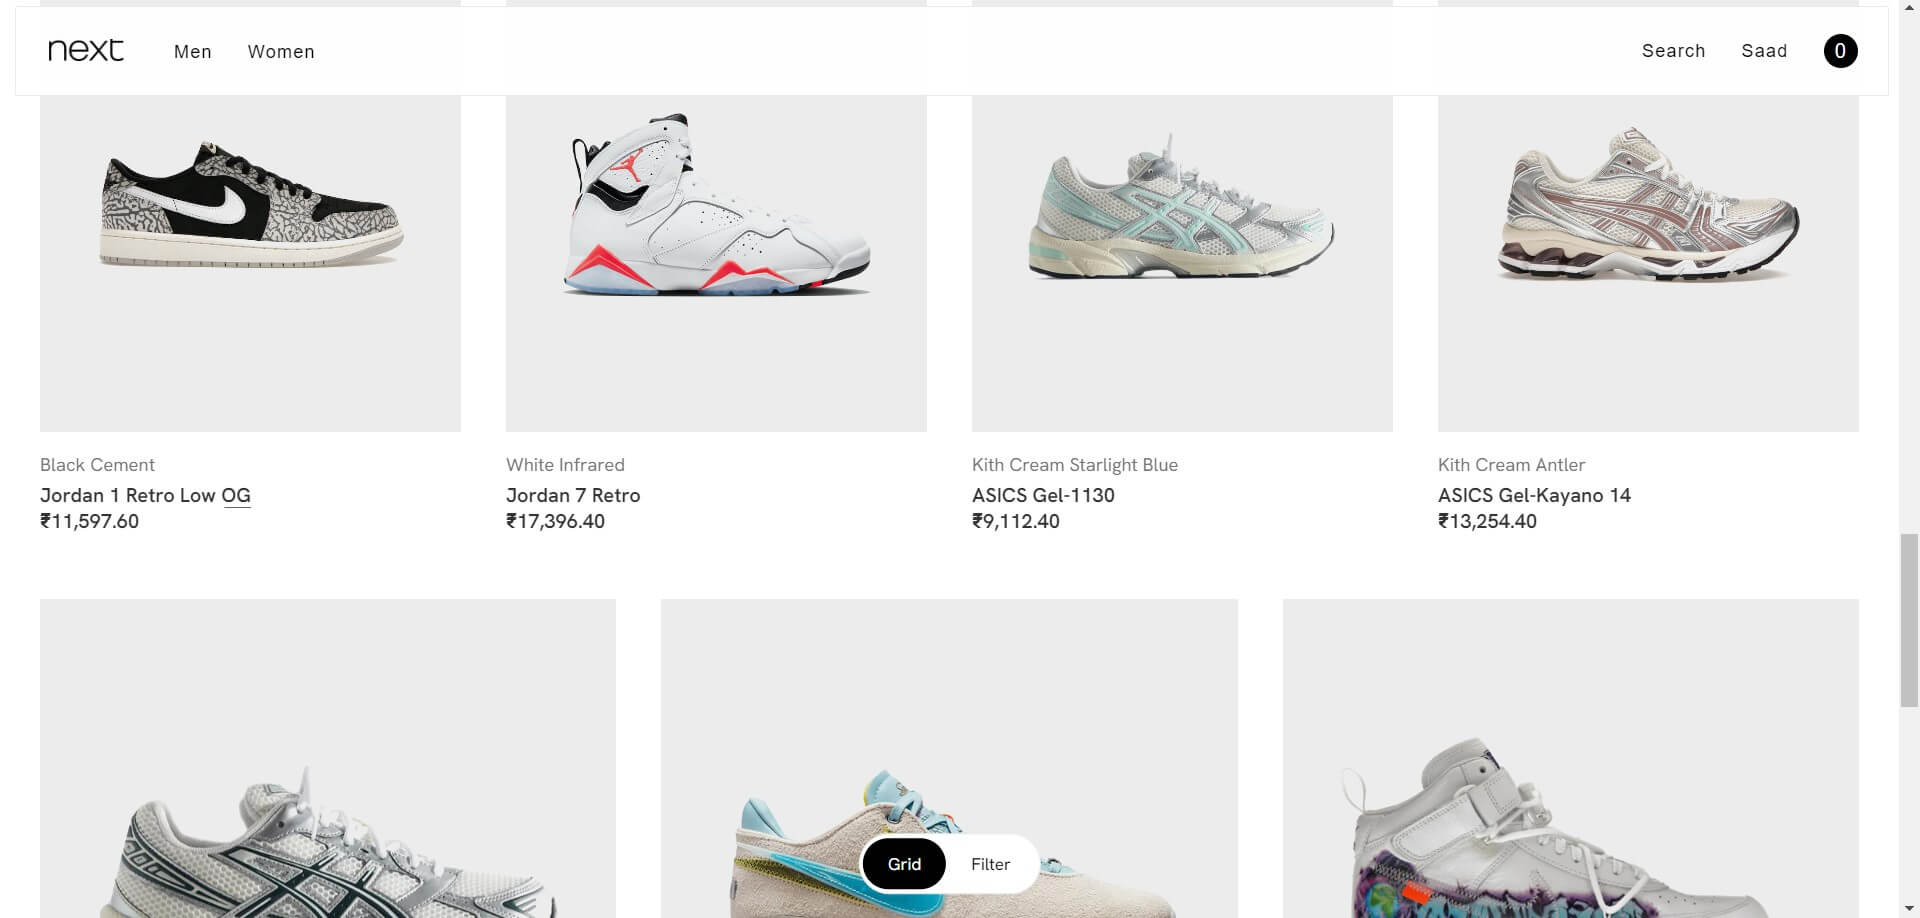 next
Men
Women
Search
Saad
0
Black Cement
Jordan 1 Retro Low OG
₹11,597.60
White Infrared
Jordan 7 Retro
₹17,396.40
Kith Cream Starlight Blue
ASICS Gel-1130
₹9,112.40
Kith Cream Antler
ASICS Gel-Kayano 14
₹13,254.40
Grid
Filter